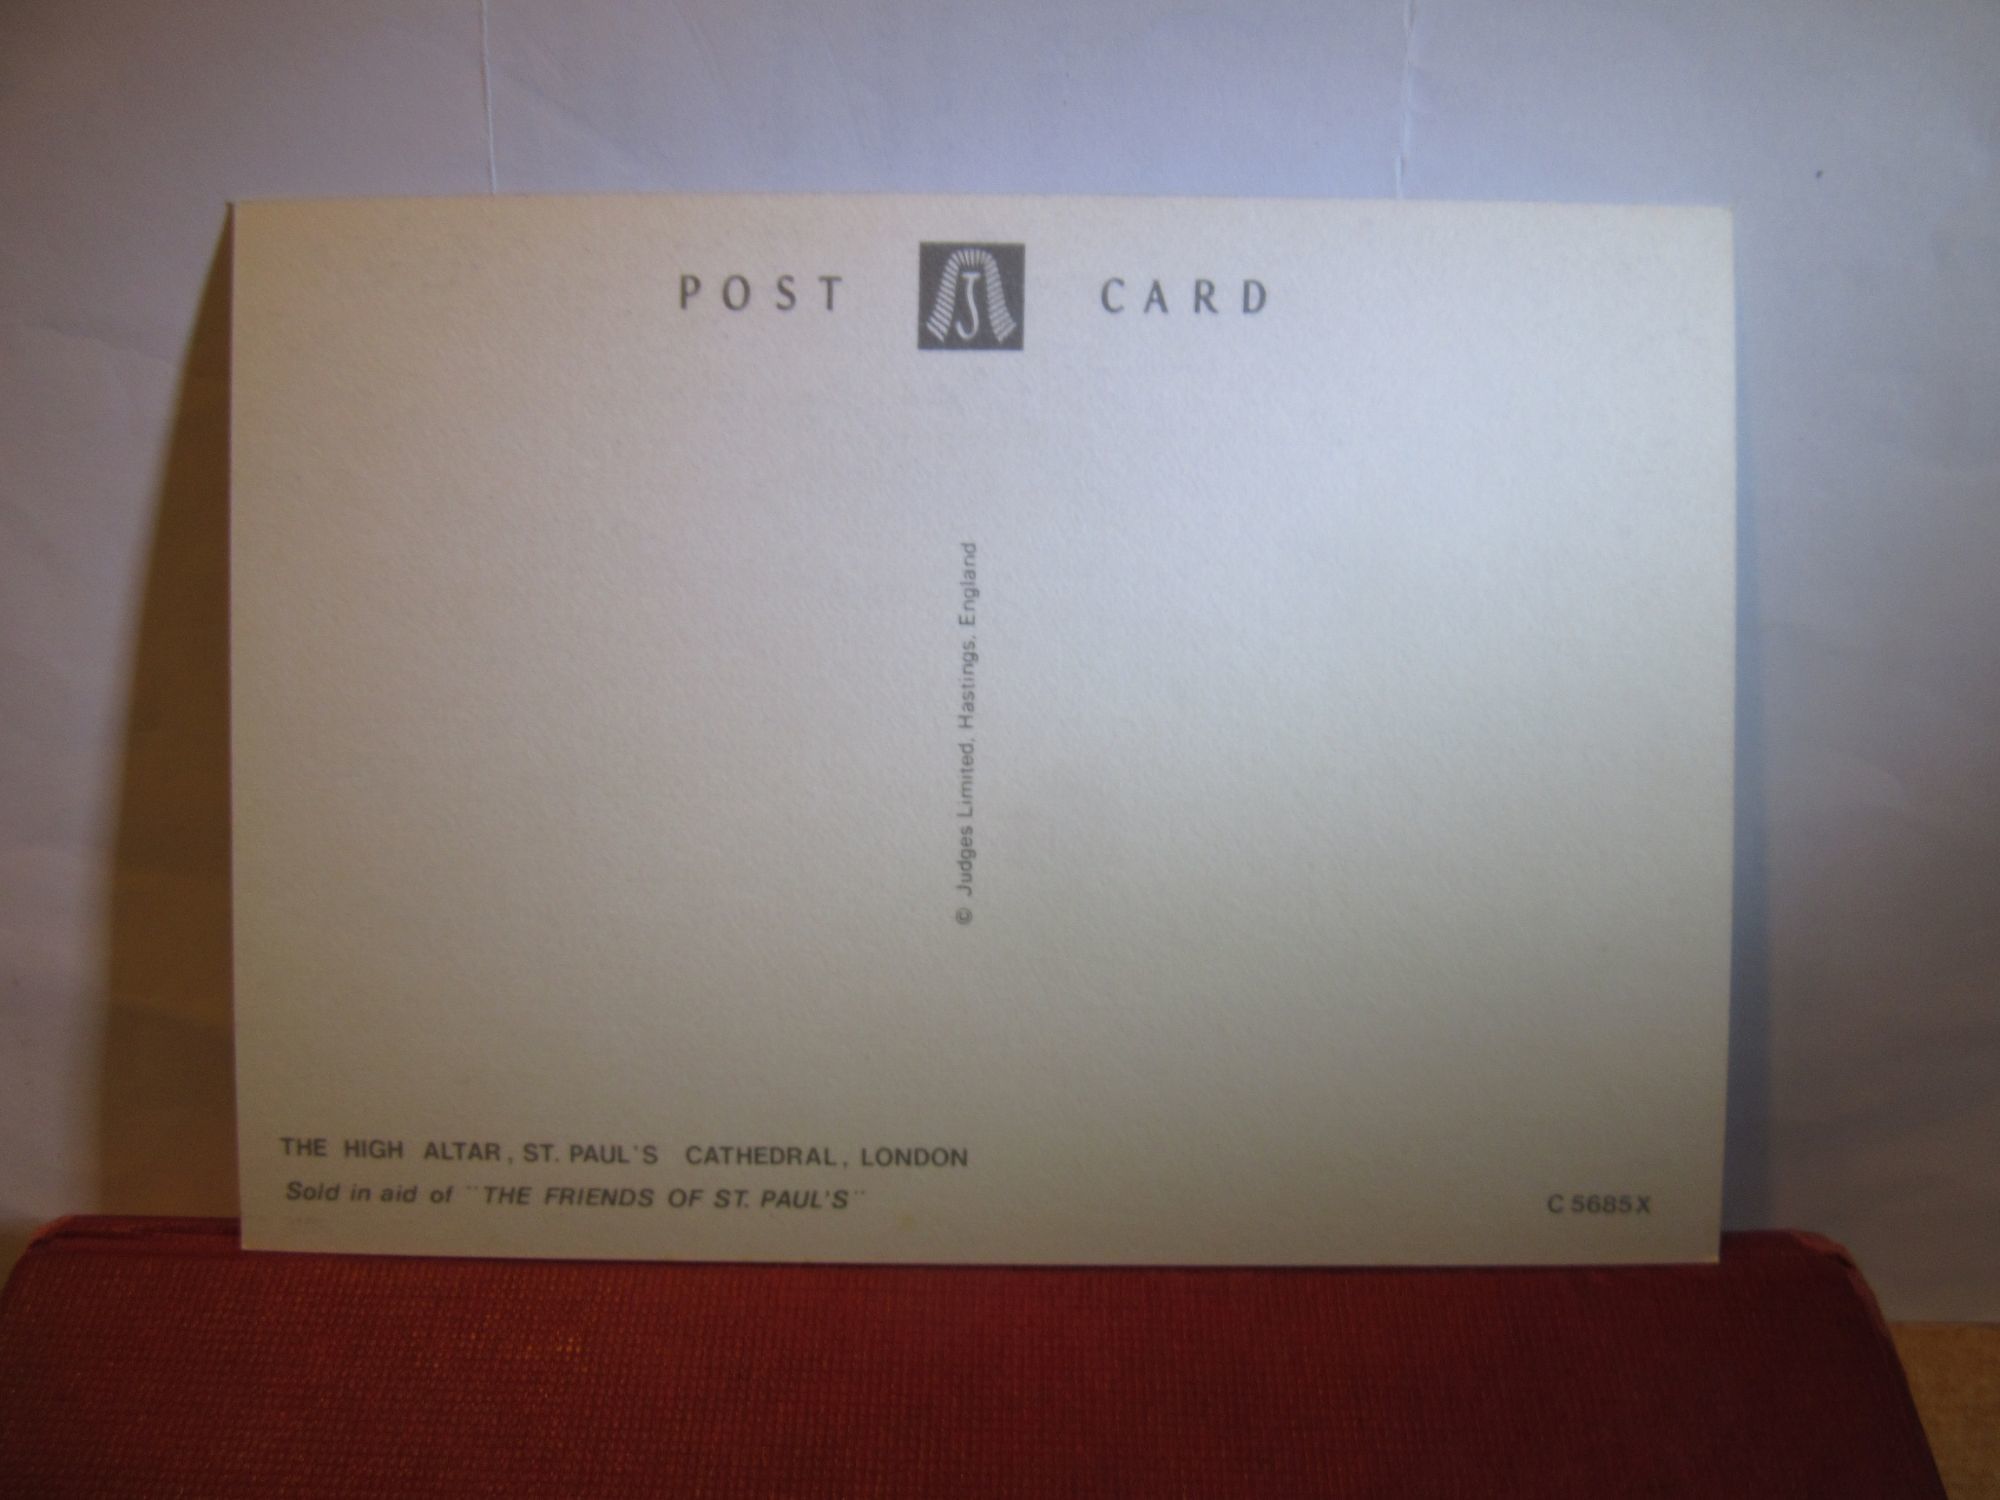 POST J CARD
© Judges Limited, Hastings, England
THE HIGH ALTAR, ST. PAUL'S CATHEDRAL, LONDON
Sold in aid of "THE FRIENDS OF ST. PAUL'S"
C 5685X